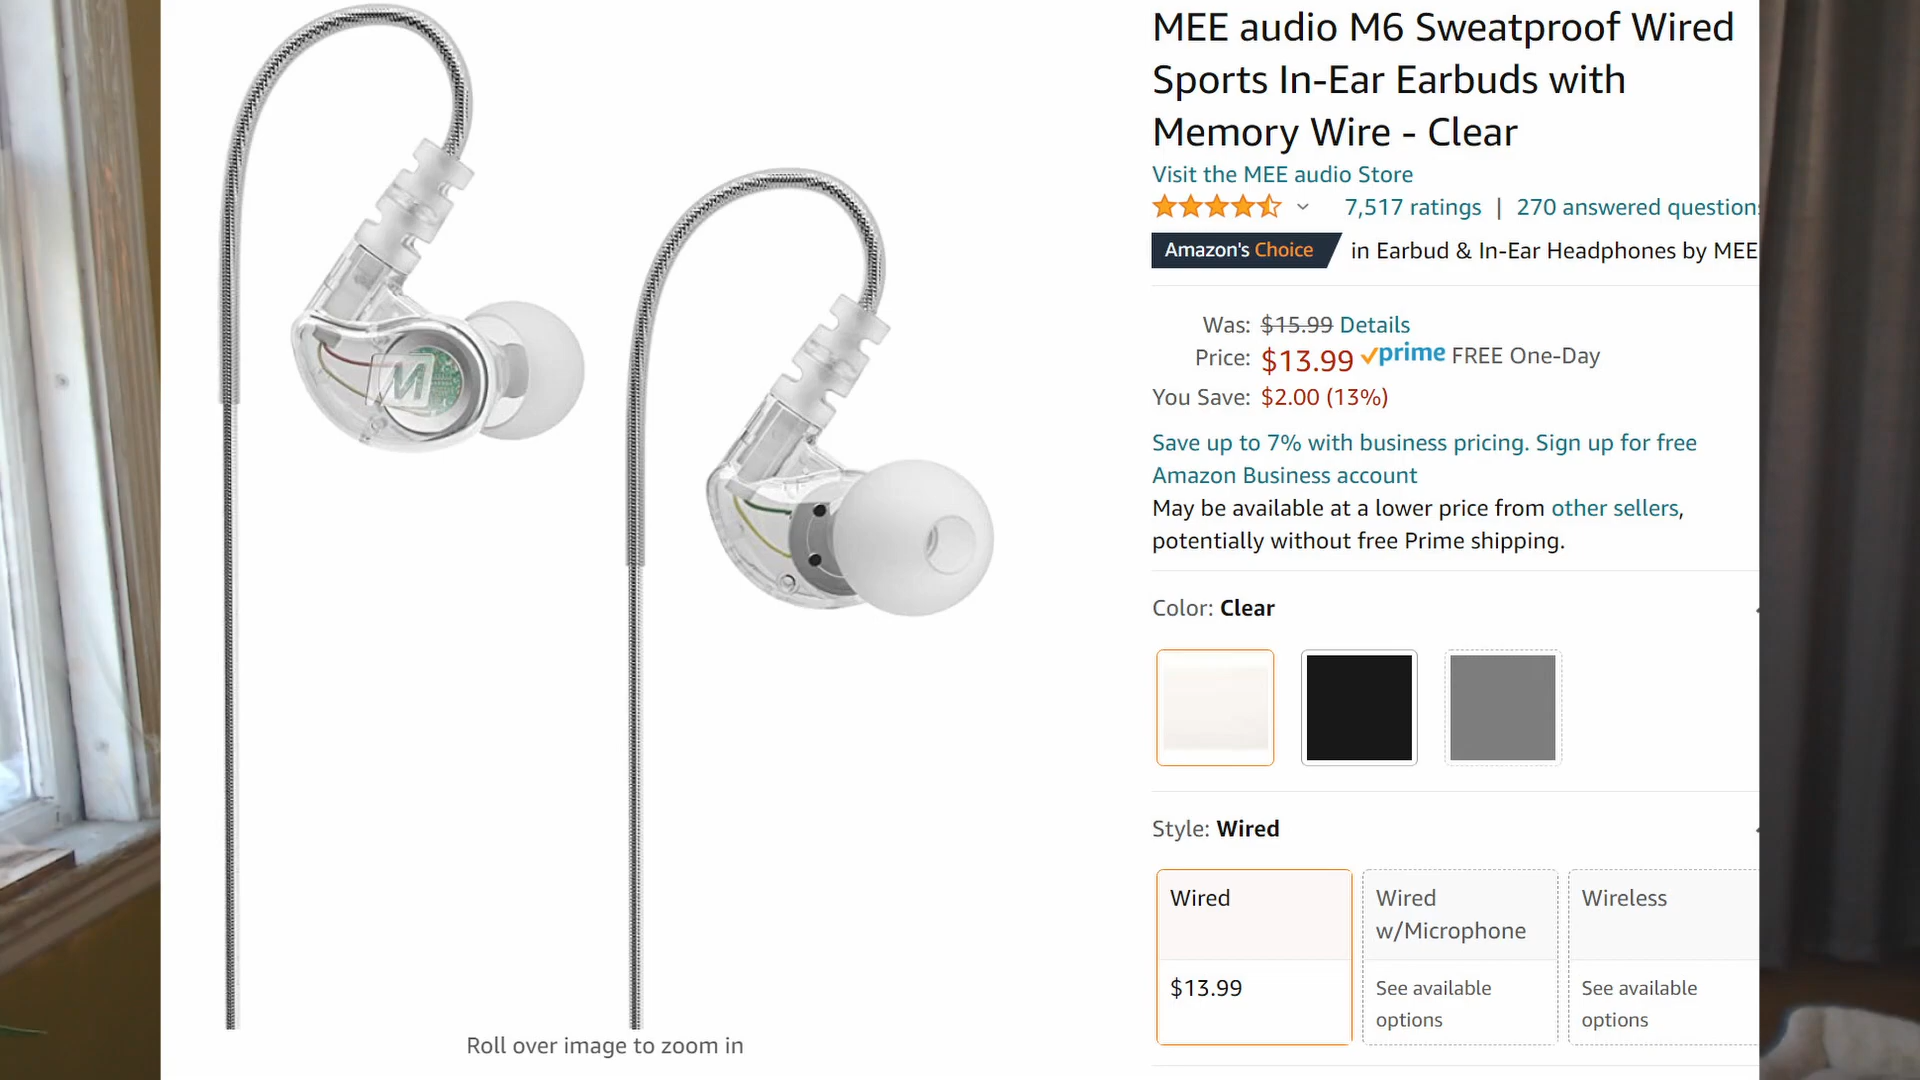 MEE audio M6 Sweatproof Wired
Sports In-Ear Earbuds with
Memory Wire - Clear
Visit the MEE audio Store
7,517 ratings | 270 answered questions
Amazon's Choice in Earbud & In-Ear Headphones by MEE
Was: $15.99 Details
Price: $13.99 prime FREE One-Day
You Save: $2.00 (13%)
Save up to 7% with business pricing. Sign up for free
Amazon Business account
May be available at a lower price from other sellers,
potentially without free Prime shipping.
Color: Clear
Style: Wired
Wired
$13.99
Wired
w/Microphone
See available
options
Wireless
See available
options
M
Roll over image to zoom in